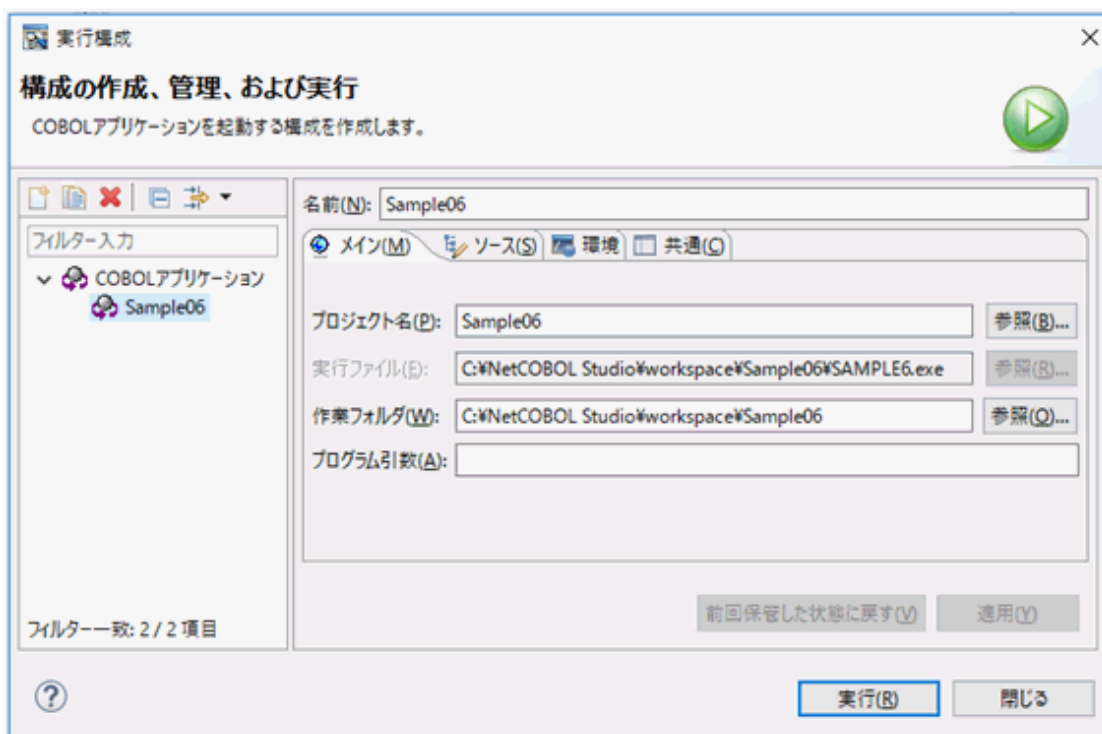 実行構成
構成の作成、管理、および実行
COBOLアプリケーションを起動する構成を作成します。
フィルター入力
COBOLアプリケーション
Sample06
フィルター一致: 2 / 2 項目
名前(N): Sample06
メイン(M) ソース(S) 環境 共通(C)
プロジェクト名(P): Sample06 参照(B)...
実行ファイル(E): C:¥NetCOBOL Studio¥workspace¥Sample06¥SAMPLE6.exe 参照(R)...
作業フォルダ(W): C:¥NetCOBOL Studio¥workspace¥Sample06 参照(O)...
プログラム引数(A):
前回保管した状態に戻す(V) 適用(Y)
実行(R) 閉じる